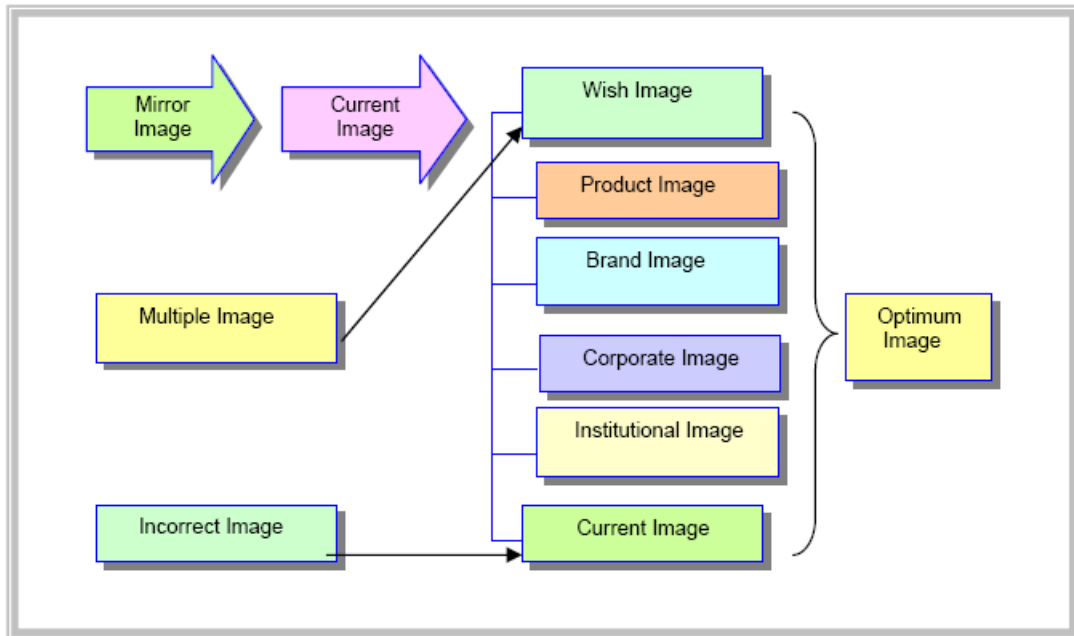 Mirror
Image
Current
Image
Wish Image
Product Image
Brand Image
Multiple Image
Optimum
Image
Corporate Image
Institutional Image
Incorrect Image
Current Image